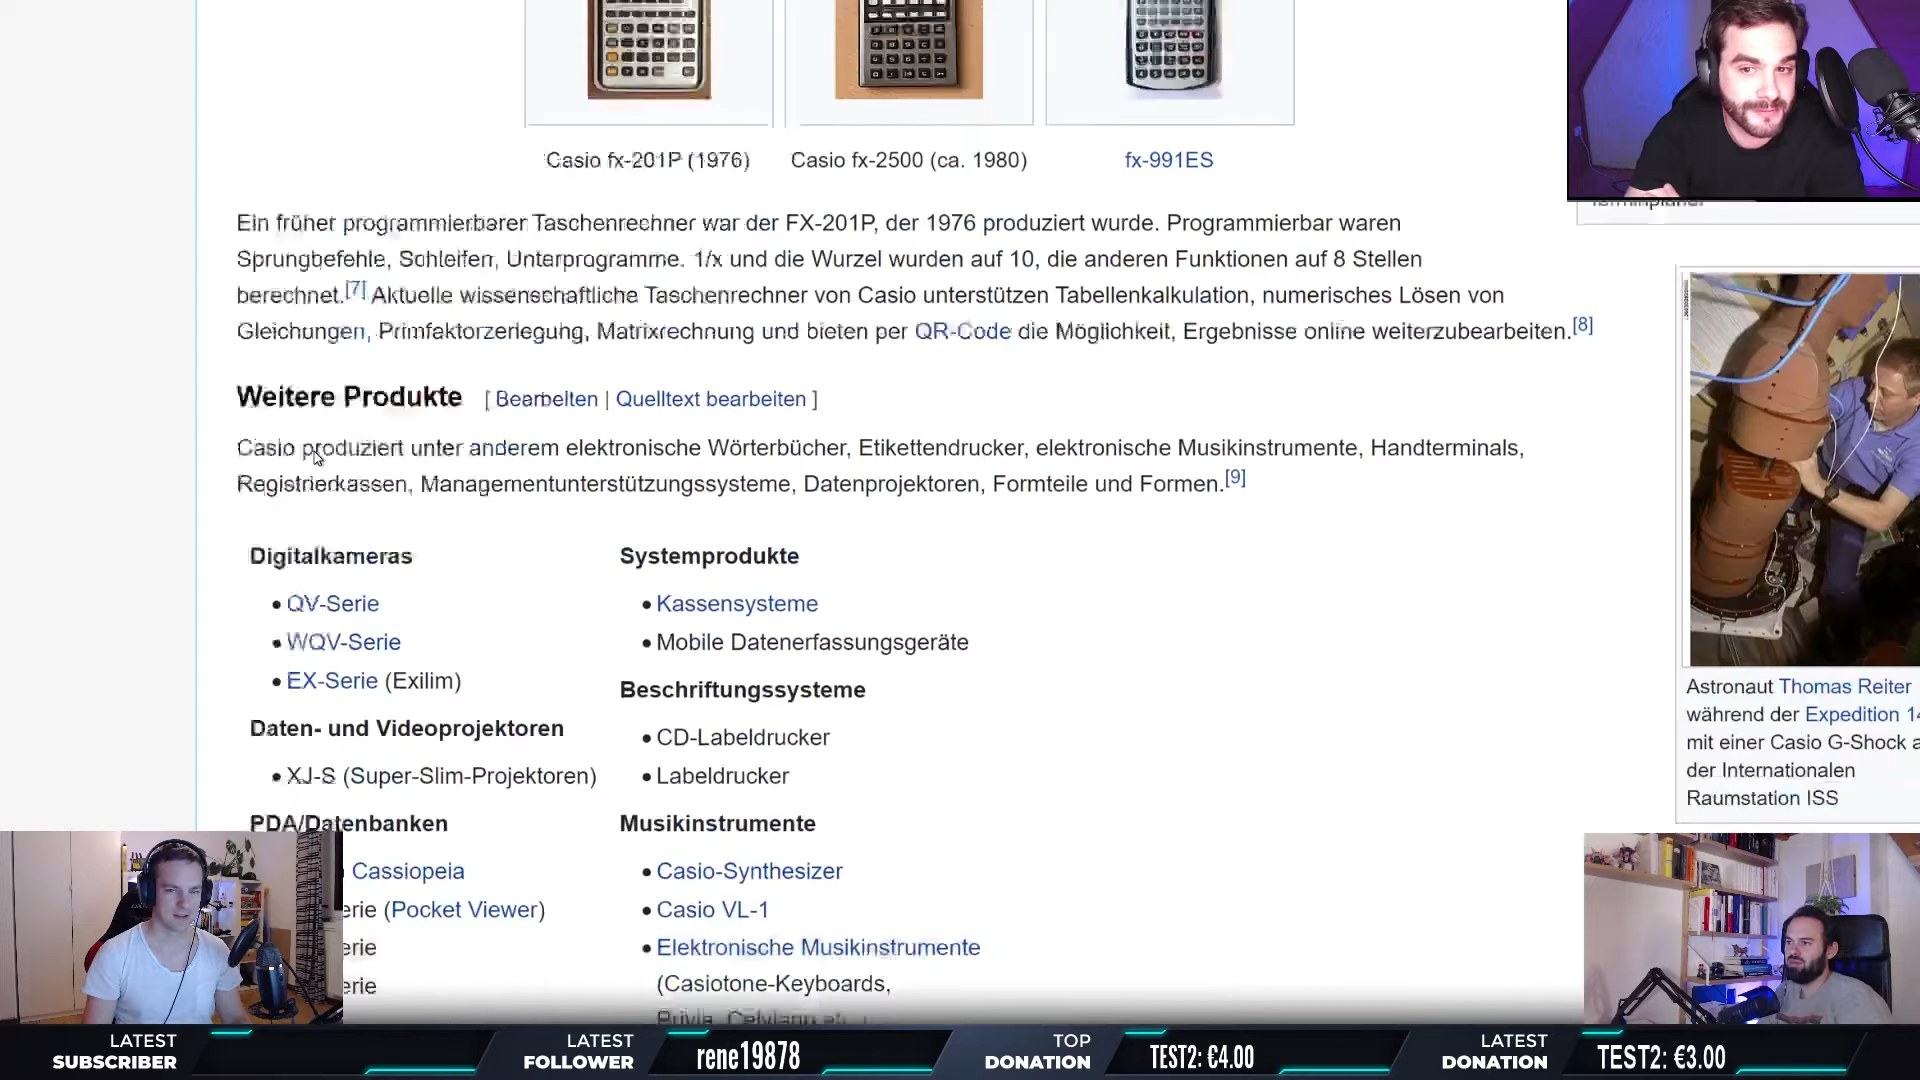 Casio fx-201P (1976)
Casio fx-2500 (ca. 1980)
fx-991ES
Ein früher programmierbarer Taschenrechner war der FX-201P, der 1976 produziert wurde. Programmierbar waren
Sprungbefehle, Schleifen, Unterprogramme. 1/x und die Wurzel wurden auf 10, die anderen Funktionen auf 8 Stellen
berechnet.[7] Aktuelle wissenschaftliche Taschenrechner von Casio unterstützen Tabellenkalkulation, numerisches Lösen von
Gleichungen, Primfaktorzerlegung, Matrixrechnung und bieten per QR-Code die Möglichkeit, Ergebnisse online weiterzubearbeiten.[8]
Weitere Produkte [ Bearbeiten | Quelltext bearbeiten ]
Casio produziert unter anderem elektronische Wörterbücher, Etikettendrucker, elektronische Musikinstrumente, Handterminals,
Registrierkassen, Managementunterstützungssysteme, Datenprojektoren, Formteile und Formen.[9]
Digitalkameras
• QV-Serie
• WQV-Serie
• EX-Serie (Exilim)
Daten- und Videoprojektoren
• XJ-S (Super-Slim-Projektoren)
PDA/Datenbanken
Cassiopeia
erie (Pocket Viewer)
erie
erie
Systemprodukte
• Kassensysteme
• Mobile Datenerfassungsgeräte
Beschriftungssysteme
• CD-Labeldrucker
• Labeldrucker
Musikinstrumente
• Casio-Synthesizer
• Casio VL-1
• Elektronische Musikinstrumente
(Casiotone-Keyboards,
Astronaut Thomas Reiter
während der Expedition 14
mit einer Casio G-Shock a
der Internationalen
Raumstation ISS
LATEST
SUBSCRIBER
LATEST
FOLLOWER
rene19878
TOP
DONATION
TEST2: €4.00
LATEST
DONATION
TEST2: €3.00